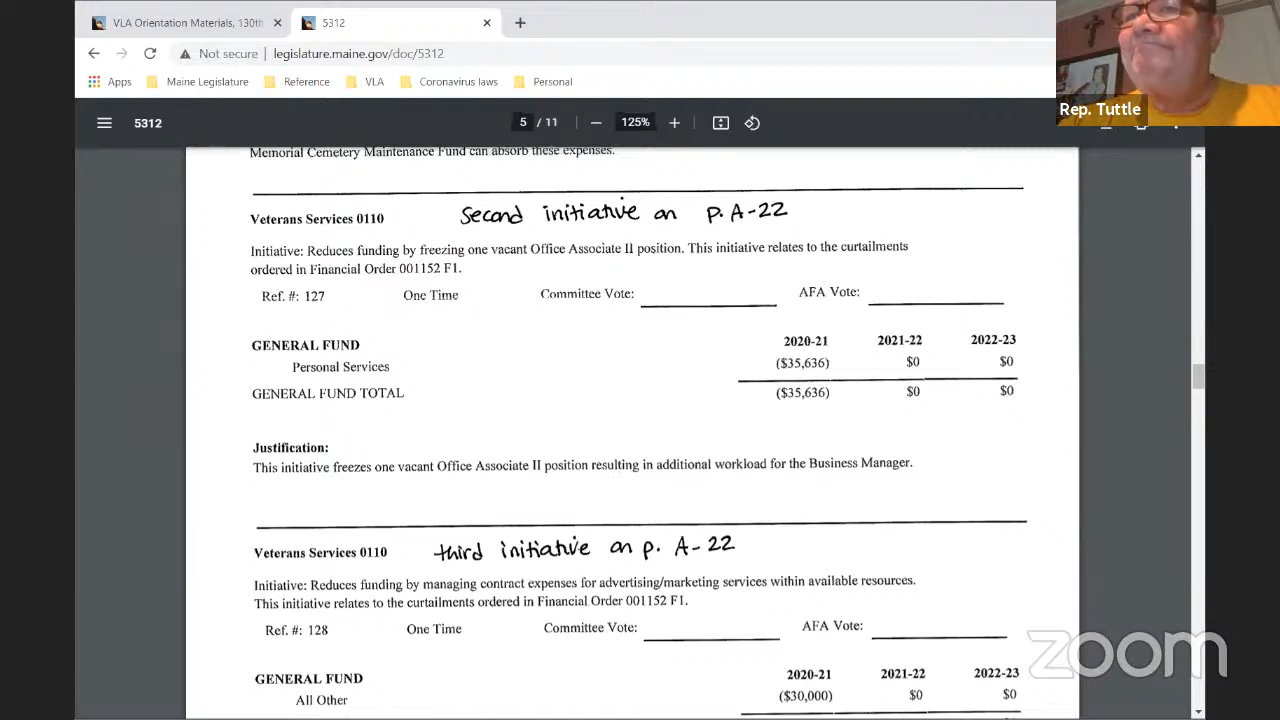 VLA Orientation Materials, 130th
5312
Not secure
legislature.maine.gov/doc/5312
Apps
Maine Legislature
Reference
VLA
Coronavirus laws
Personal
Rep. Tuttle
5312
5 / 11
125%
Memorial Cemetery Maintenance Fund can absorb these expenses.
Veterans Services 0110 Second initiative on p. A-22
Initiative: Reduces funding by freezing one vacant Office Associate II position. This initiative relates to the curtailments
ordered in Financial Order 001152 F1.
Ref. #: 127 One Time Committee Vote: AFA Vote:
2020-21 2021-22 2022-23
GENERAL FUND
Personal Services ($35,636) $0 $0
GENERAL FUND TOTAL ($35,636) $0 $0
Justification:
This initiative freezes one vacant Office Associate II position resulting in additional workload for the Business Manager.
Veterans Services 0110 third initiative on p. A-22
Initiative: Reduces funding by managing contract expenses for advertising/marketing services within available resources.
This initiative relates to the curtailments ordered in Financial Order 001152 F1.
Ref. #: 128 One Time Committee Vote: AFA Vote:
GENERAL FUND 2020-21 2021-22 2022-23
All Other ($30,000) $0 $0
zoom